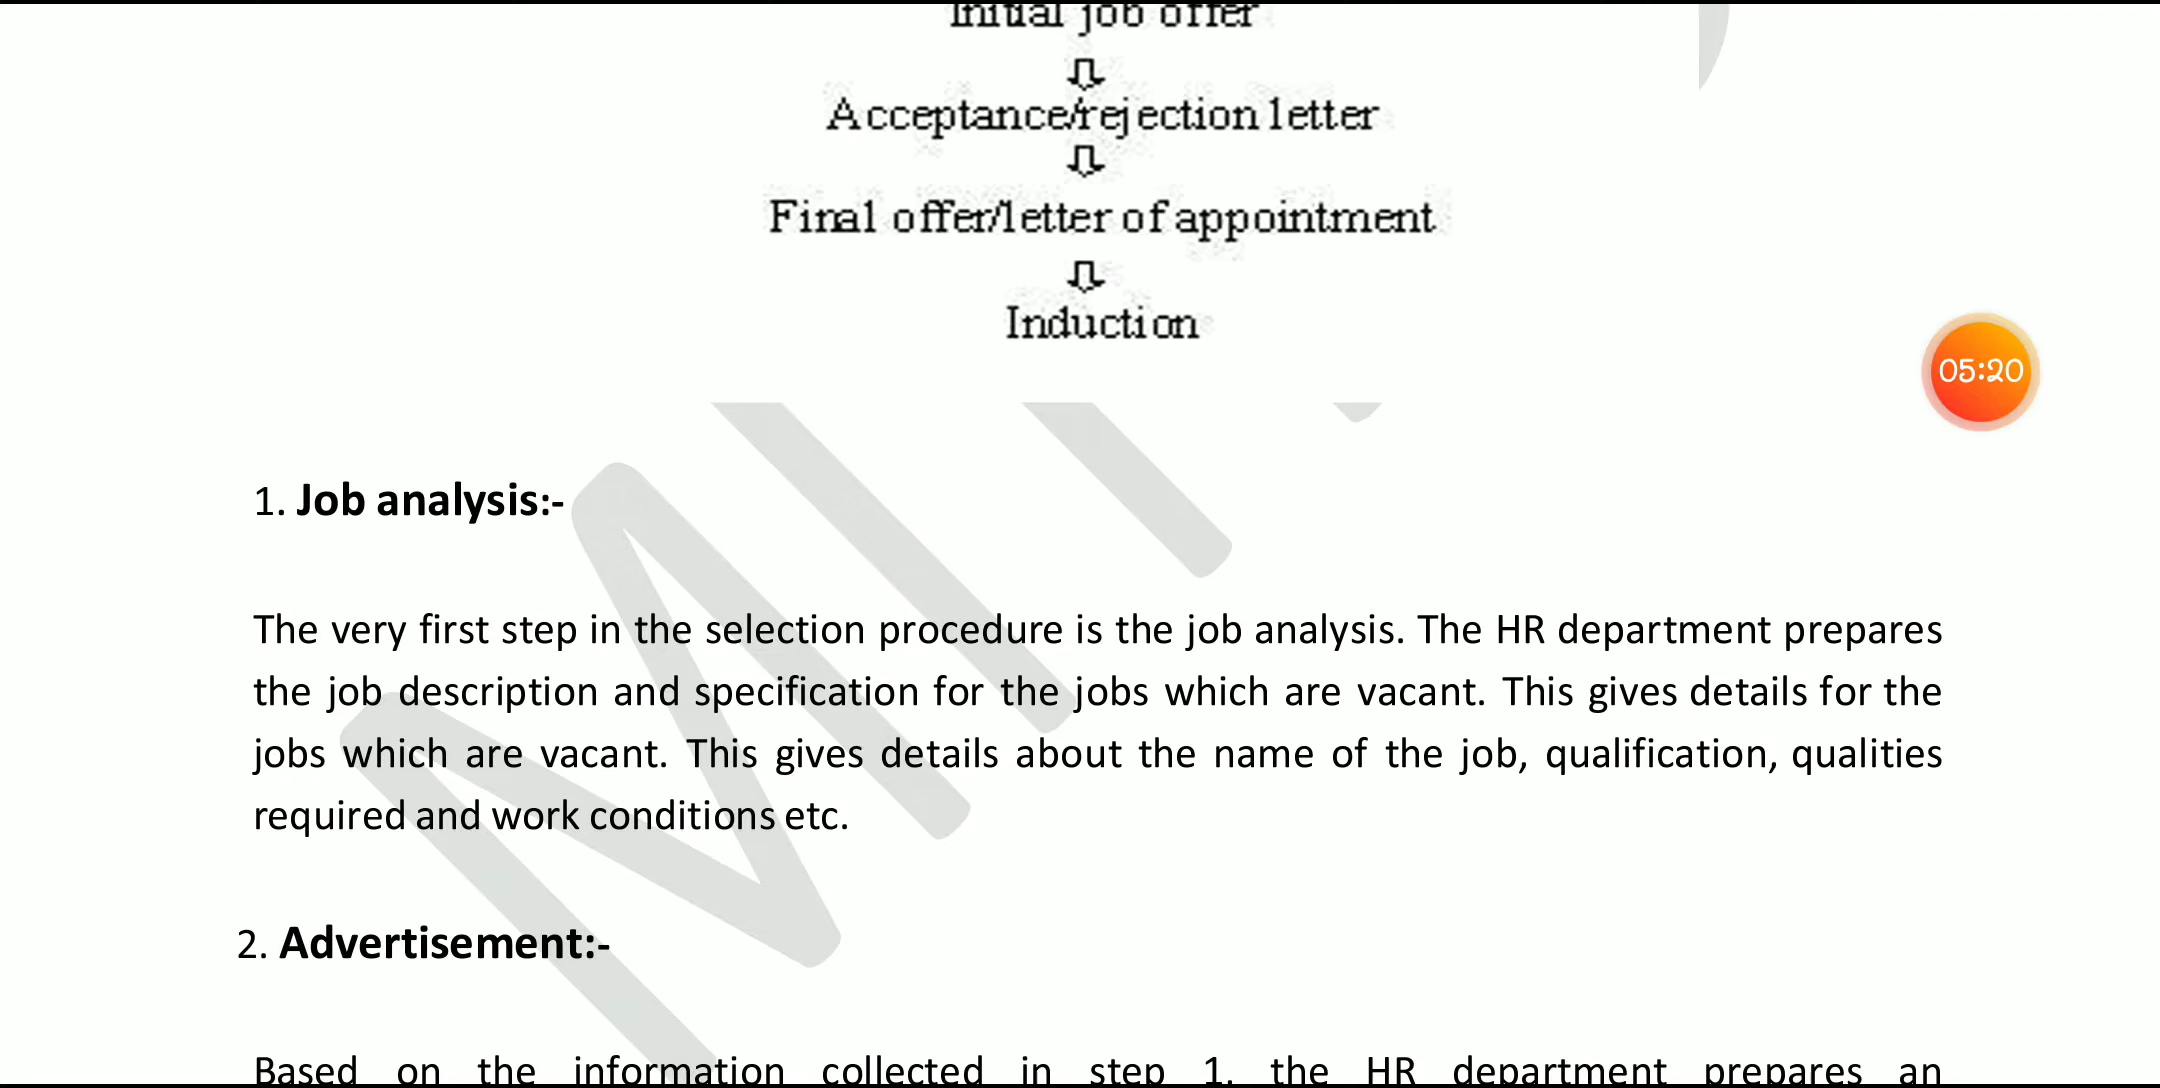 Initial job offer
Acceptance/rejection letter
Final offer/letter of appointment
Induction
05:20
1. Job analysis:-
The very first step in the selection procedure is the job analysis. The HR department prepares
the job description and specification for the jobs which are vacant. This gives details for the
jobs which are vacant. This gives details about the name of the job, qualification, qualities
required and work conditions etc.
2. Advertisement:-
Based on the information collected in step 1, the HR department prepares an